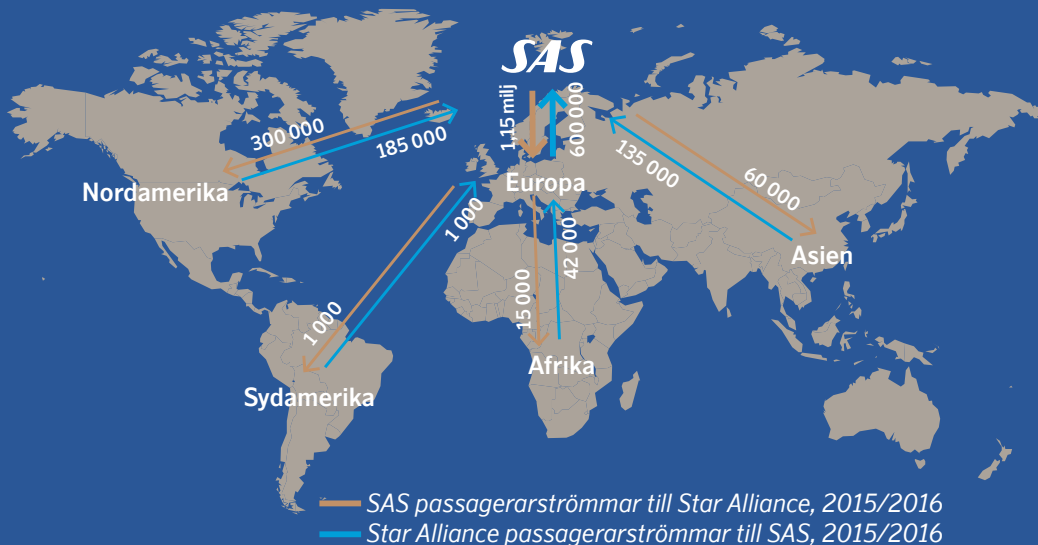 SAS
1,15 milj
600 000
300 000
185 000
135 000
60 000
Nordamerika
Europa
1 000
42 000
Asien
15 000
1 000
Afrika
Sydamerika
SAS passagerarströmmar till Star Alliance, 2015/2016
Star Alliance passagerarströmmar till SAS, 2015/2016